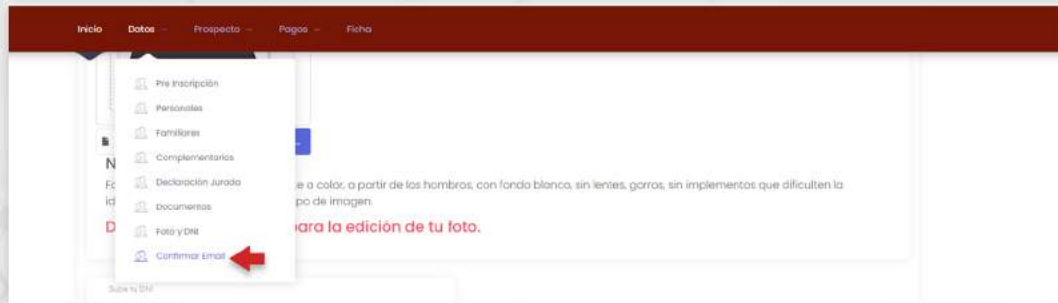 Inicio Datos Prospecto Pagos Ficha
Pre Inscripción
Personales
Familiares
Complementarios
N
Fo
Declaración Jurada
e a color, a partir de los hombros, con fondo blanco, sin lentes, gorros, sin implementos que dificulten la
id
Documentos
po de imagen.
D
Foto y DNI
ara la edición de tu foto.
Confirmar Email
Sube tu DNI